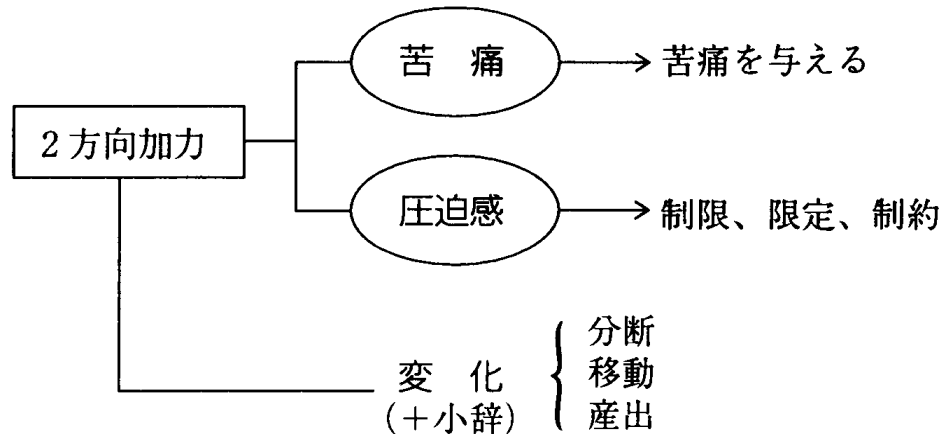 苦痛
苦痛を与える
2方向加力
圧迫感
制限、限定、制約
変化
(+小辞)
分断
移動
産出